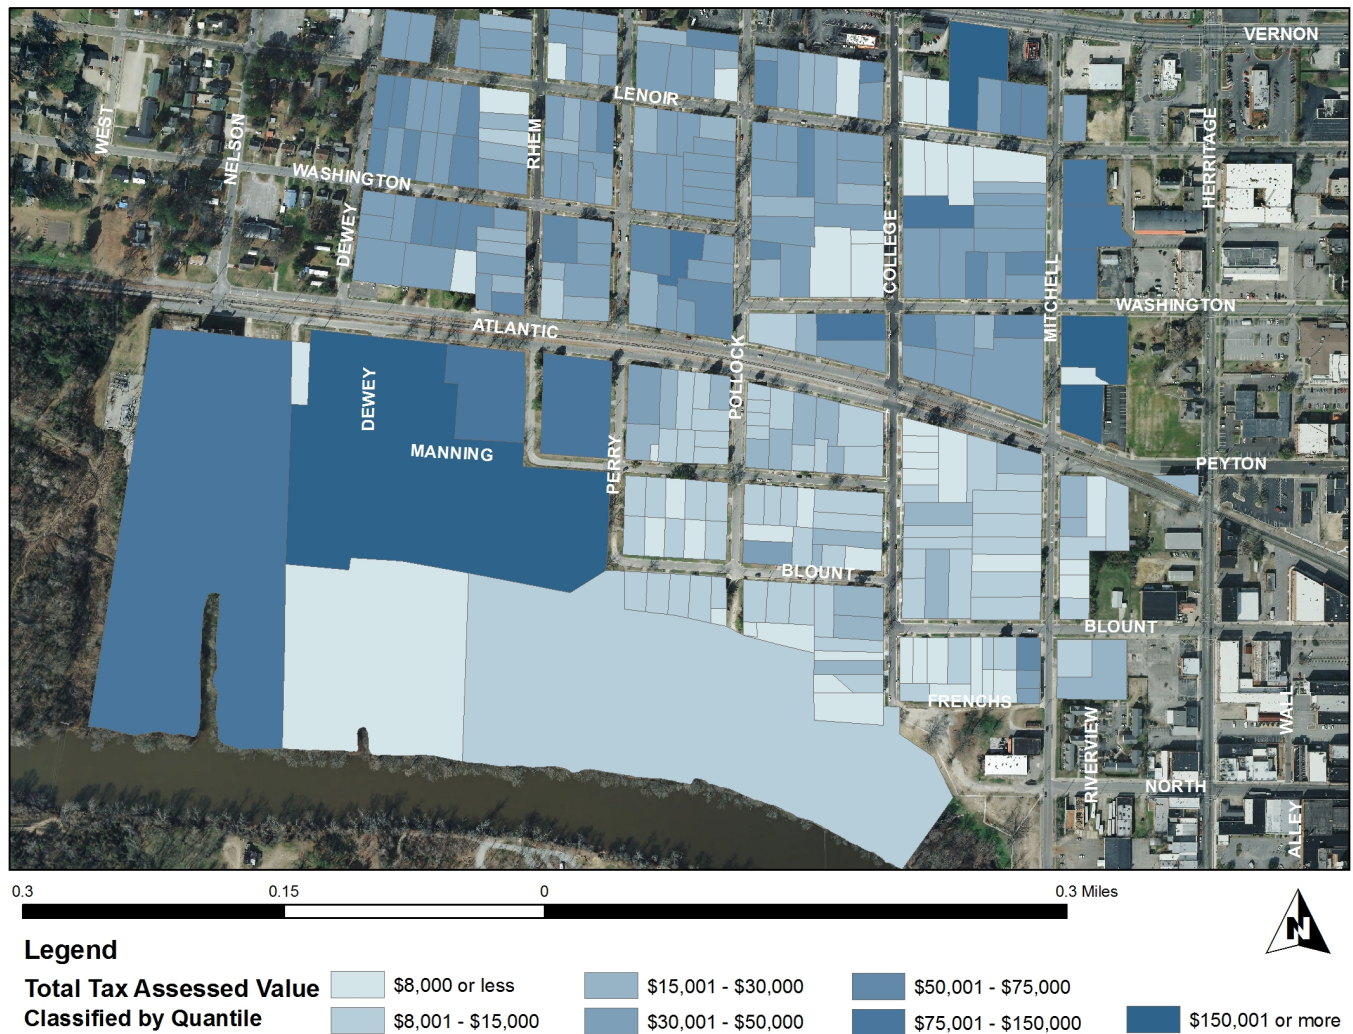 VERNON
LENOIR
WEST
NELSON
RHEM
HERRITAGE
WASHINGTON
DEWEY
COLLEGE
MITCHELL
WASHINGTON
ATLANTIC
POLLOCK
DEWEY
MANNING
PERRY
PEYTON
BLOUNT
BLOUNT
FRENCHS
WALL
RIVERVIEW
NORTH
ALLEY
0.3 0.15 0 0.3 Miles
N
Legend
Total Tax Assessed Value
Classified by Quantile
$8,000 or less
$8,001 - $15,000
$15,001 - $30,000
$30,001 - $50,000
$50,001 - $75,000
$75,001 - $150,000
$150,001 or more